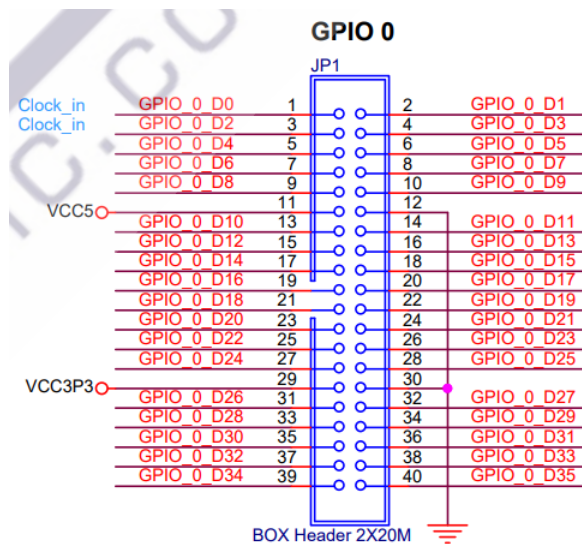 GPIO 0
JP1
Clock_in GPIO_0_D0 1 2 GPIO_0_D1
Clock_in GPIO_0_D2 3 4 GPIO_0_D3
GPIO_0_D4 5 6 GPIO_0_D5
GPIO_0_D6 7 8 GPIO_0_D7
GPIO_0_D8 9 10 GPIO_0_D9
VCC5 11 12
GPIO_0_D10 13 14 GPIO_0_D11
GPIO_0_D12 15 16 GPIO_0_D13
GPIO_0_D14 17 18 GPIO_0_D15
GPIO_0_D16 19 20 GPIO_0_D17
GPIO_0_D18 21 22 GPIO_0_D19
GPIO_0_D20 23 24 GPIO_0_D21
GPIO_0_D22 25 26 GPIO_0_D23
GPIO_0_D24 27 28 GPIO_0_D25
VCC3P3 29 30
GPIO_0_D26 31 32 GPIO_0_D27
GPIO_0_D28 33 34 GPIO_0_D29
GPIO_0_D30 35 36 GPIO_0_D31
GPIO_0_D32 37 38 GPIO_0_D33
GPIO_0_D34 39 40 GPIO_0_D35
BOX Header 2X20M
ic.co